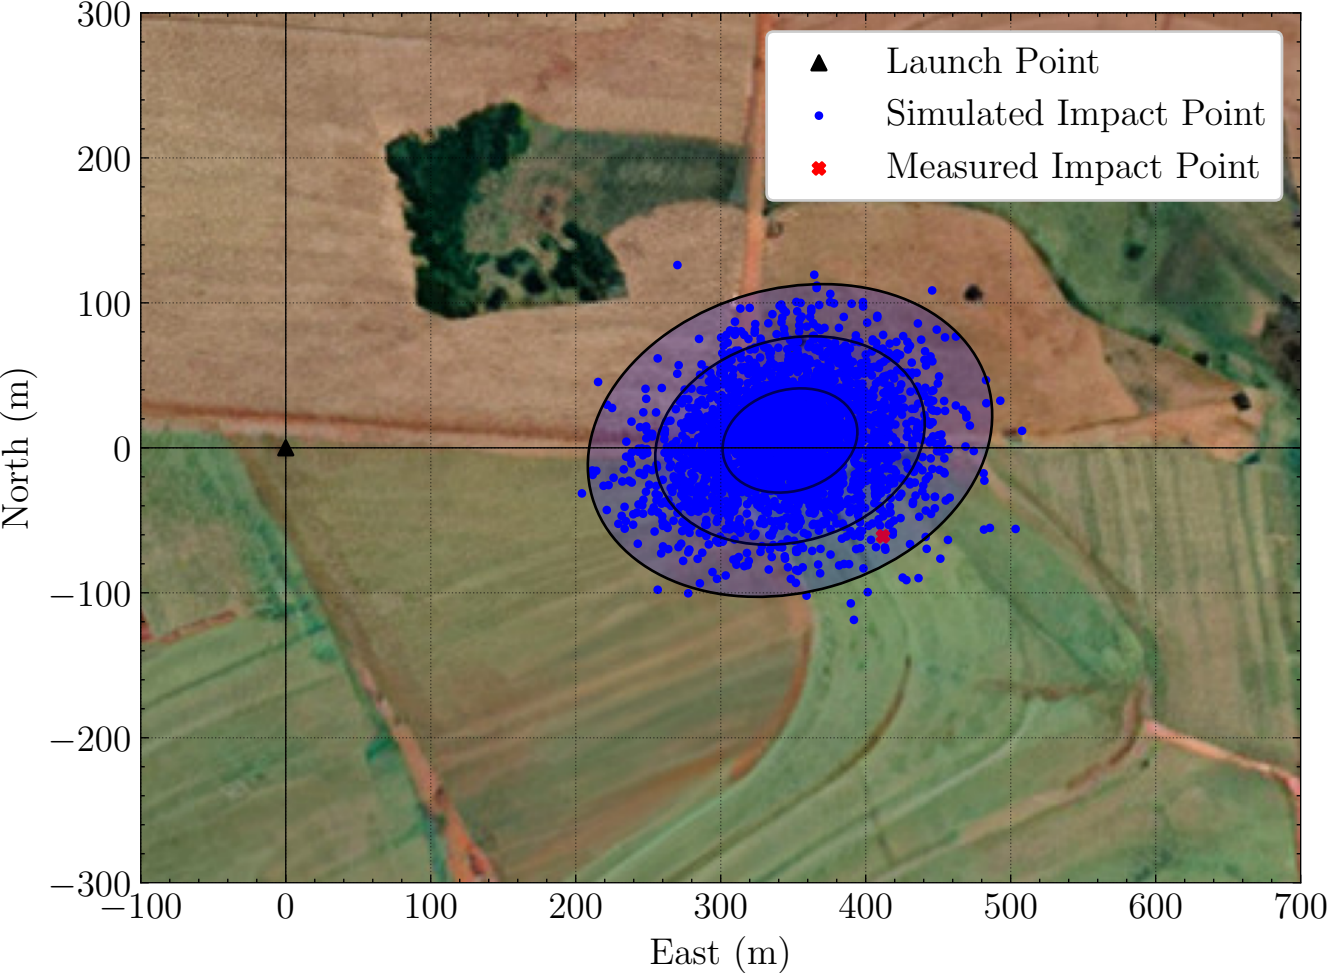 300
200
100
0
−100
−200
−300
North (m)
Launch Point
Simulated Impact Point
Measured Impact Point
−100 0 100 200 300 400 500 600 700
East (m)